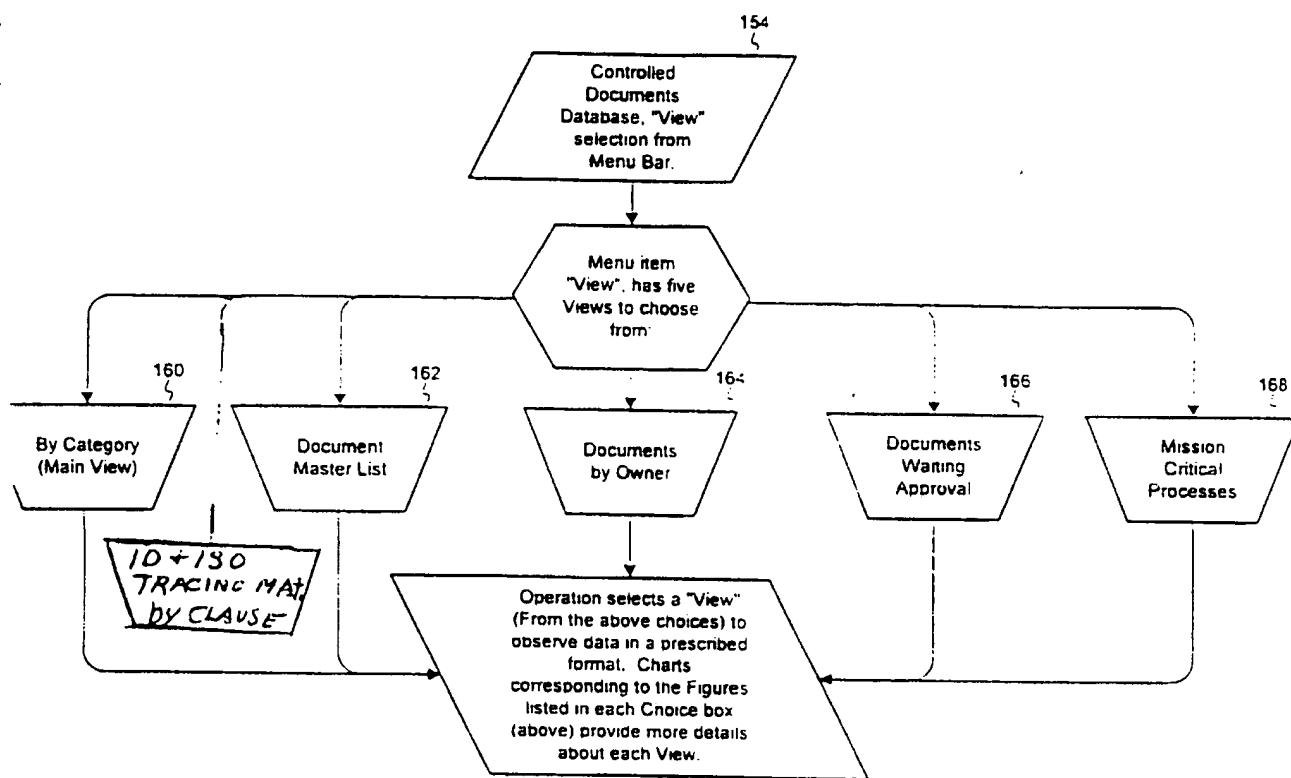 154
Controlled
Documents
Database, "View"
selection from
Menu Bar.
Menu item
"View", has five
Views to choose
from:
160
162
164
166
168
By Category
(Main View)
Document
Master List
Documents
by Owner
Documents
Waiting
Approval
Mission
Critical
Processes
TRACING MAT.
BY CLAUSE
Operation selects a "View"
(From the above choices) to
observe data in a prescribed
format. Charts
corresponding to the Figures
listed in each Choice box
(above) provide more details
about each View.